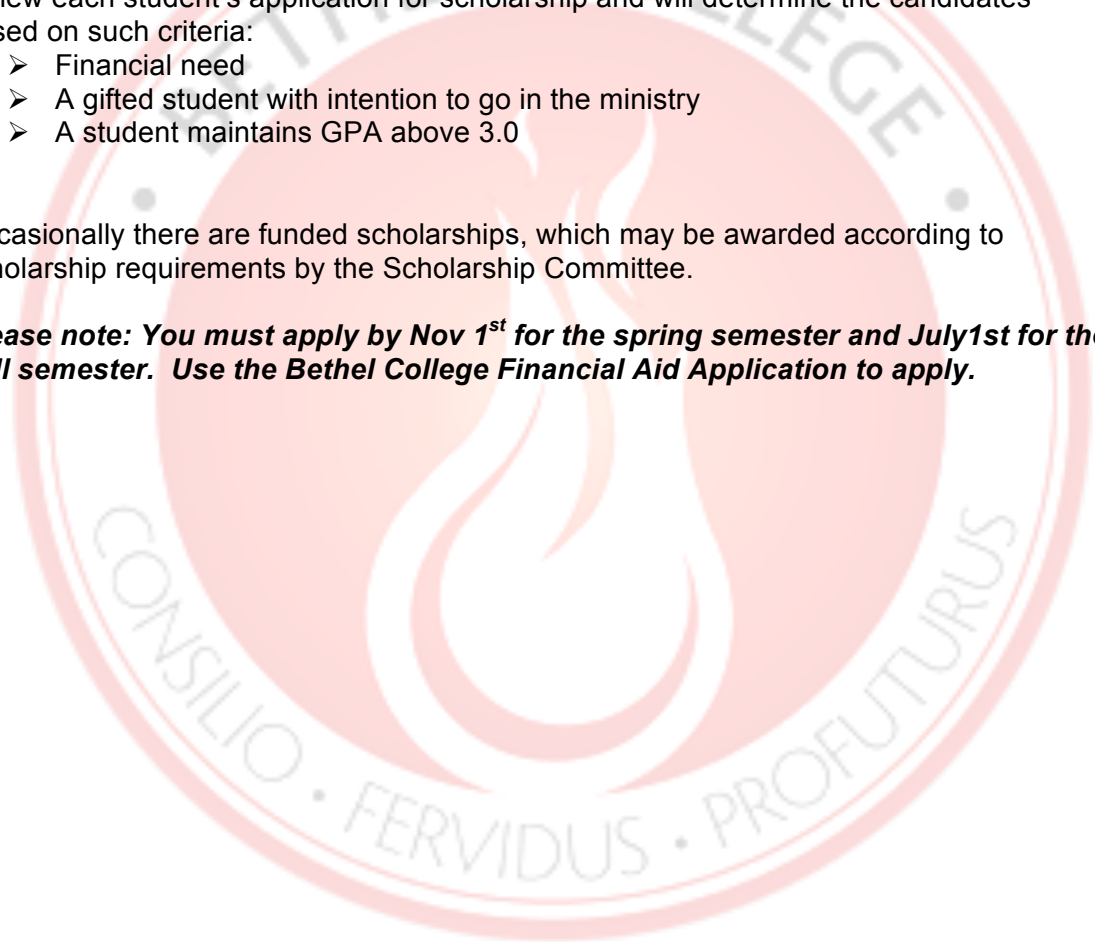 iew each student's application for scholarship and will determine the candidates
sed on such criteria:
➢ Financial need
➢ A gifted student with intention to go in the ministry
➢ A student maintains GPA above 3.0
casionally there are funded scholarships, which may be awarded according to
holarship requirements by the Scholarship Committee.
ease note: You must apply by Nov 1st for the spring semester and July1st for the
ll semester. Use the Bethel College Financial Aid Application to apply.
CONSILIO • FERVIDUS • PROFUTURUS